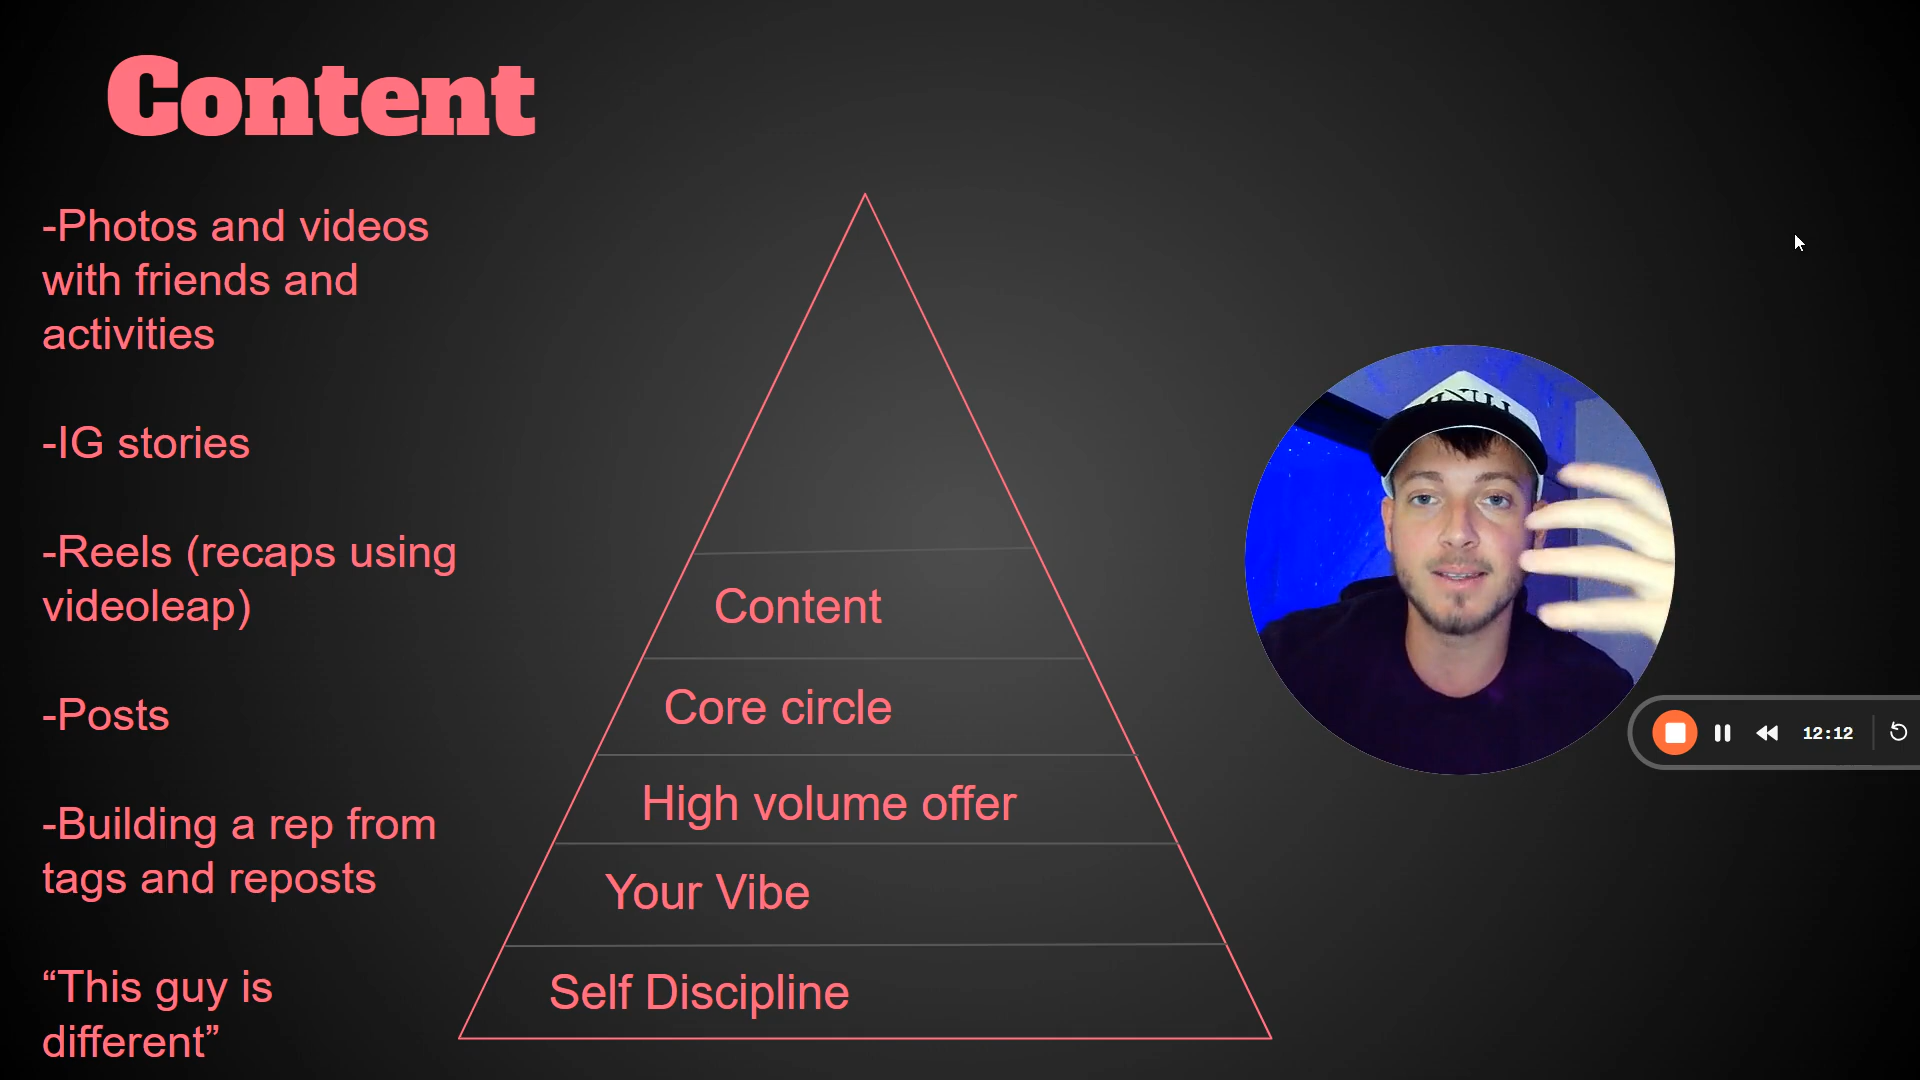 Content
-Photos and videos
with friends and
activities
-IG stories
-Reels (recaps using
videoleap)
-Posts
-Building a rep from
tags and reposts
“This guy is
different”
Content
Core circle
High volume offer
Your Vibe
Self Discipline
12:12